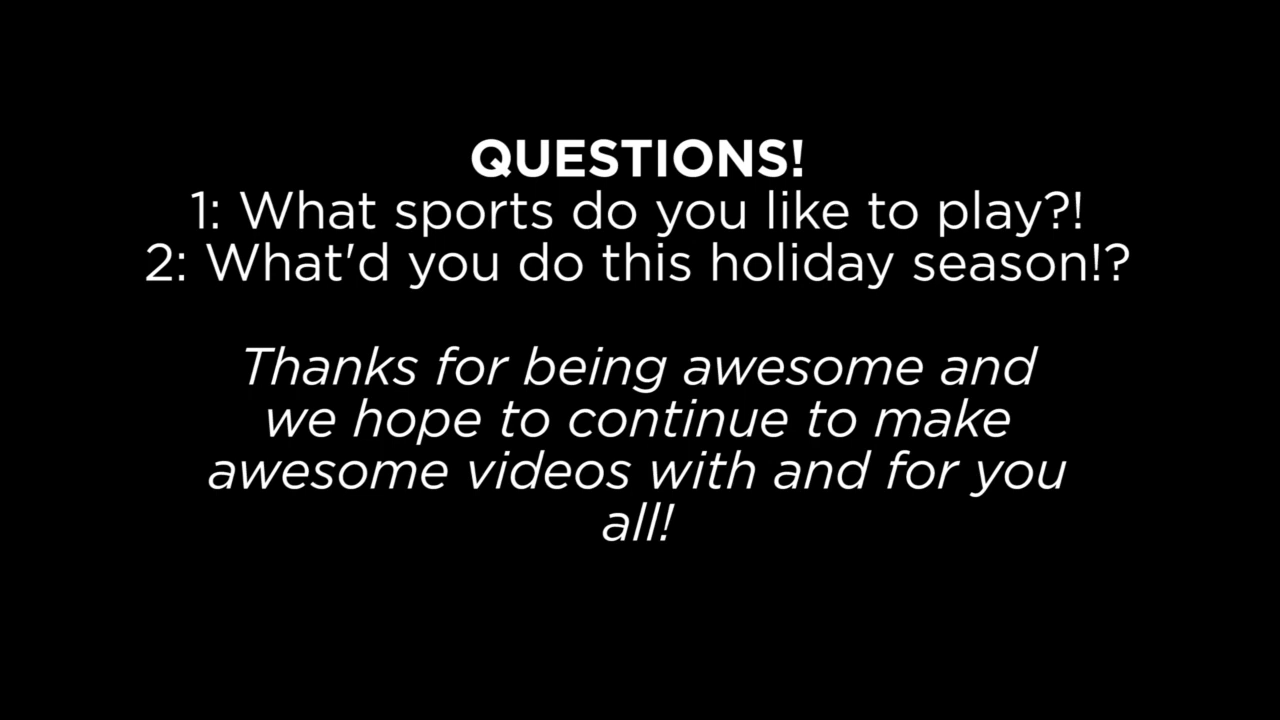 QUESTIONS!
1: What sports do you like to play?!
2: What'd you do this holiday season!?
Thanks for being awesome and
we hope to continue to make
awesome videos with and for you
all!